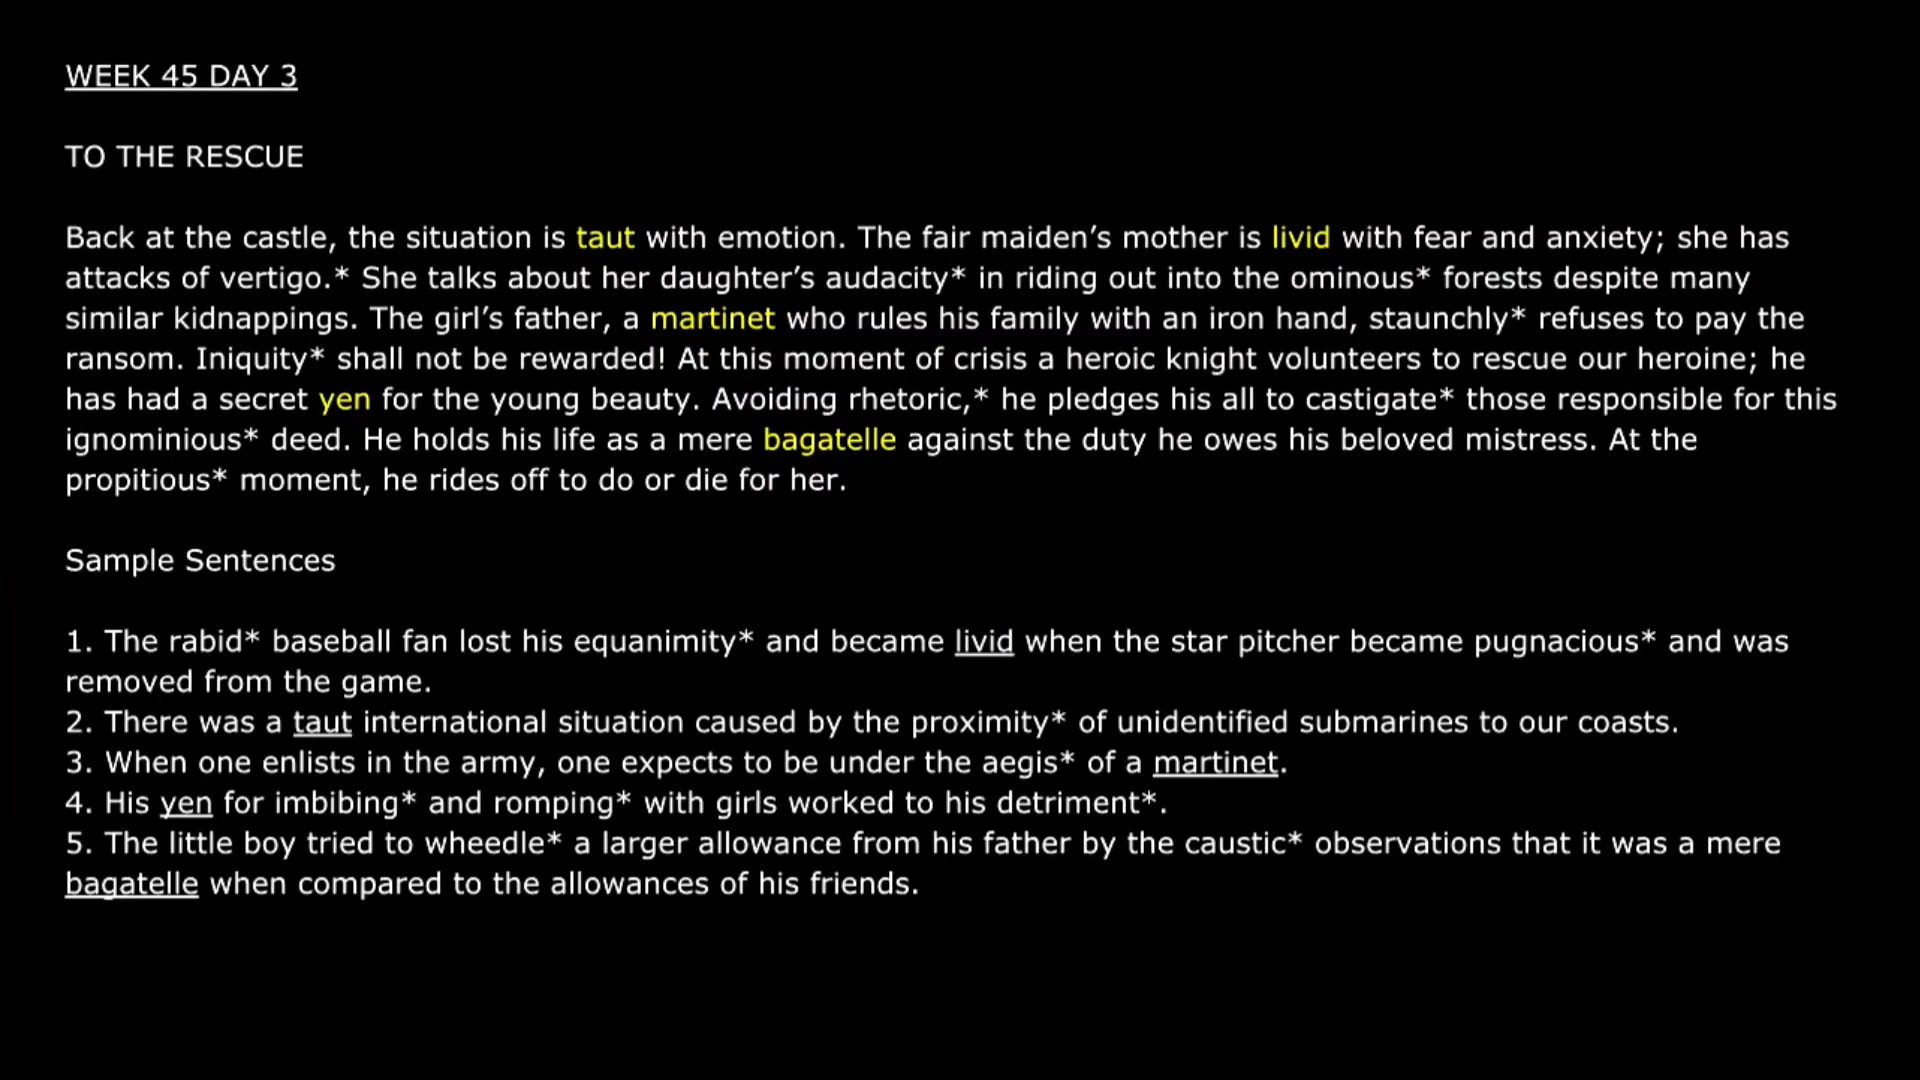 WEEK 45 DAY 3
TO THE RESCUE
Back at the castle, the situation is taut with emotion. The fair maiden’s mother is livid with fear and anxiety; she has
attacks of vertigo.* She talks about her daughter’s audacity* in riding out into the ominous* forests despite many
similar kidnappings. The girl’s father, a martinet who rules his family with an iron hand, staunchly* refuses to pay the
ransom. Iniquity* shall not be rewarded! At this moment of crisis a heroic knight volunteers to rescue our heroine; he
has had a secret yen for the young beauty. Avoiding rhetoric,* he pledges his all to castigate* those responsible for this
ignominious* deed. He holds his life as a mere bagatelle against the duty he owes his beloved mistress. At the
propitious* moment, he rides off to do or die for her.
Sample Sentences
1. The rabid* baseball fan lost his equanimity* and became livid when the star pitcher became pugnacious* and was
removed from the game.
2. There was a taut international situation caused by the proximity* of unidentified submarines to our coasts.
3. When one enlists in the army, one expects to be under the aegis* of a martinet.
4. His yen for imbibing* and romping* with girls worked to his detriment*.
5. The little boy tried to wheedle* a larger allowance from his father by the caustic* observations that it was a mere
bagatelle when compared to the allowances of his friends.